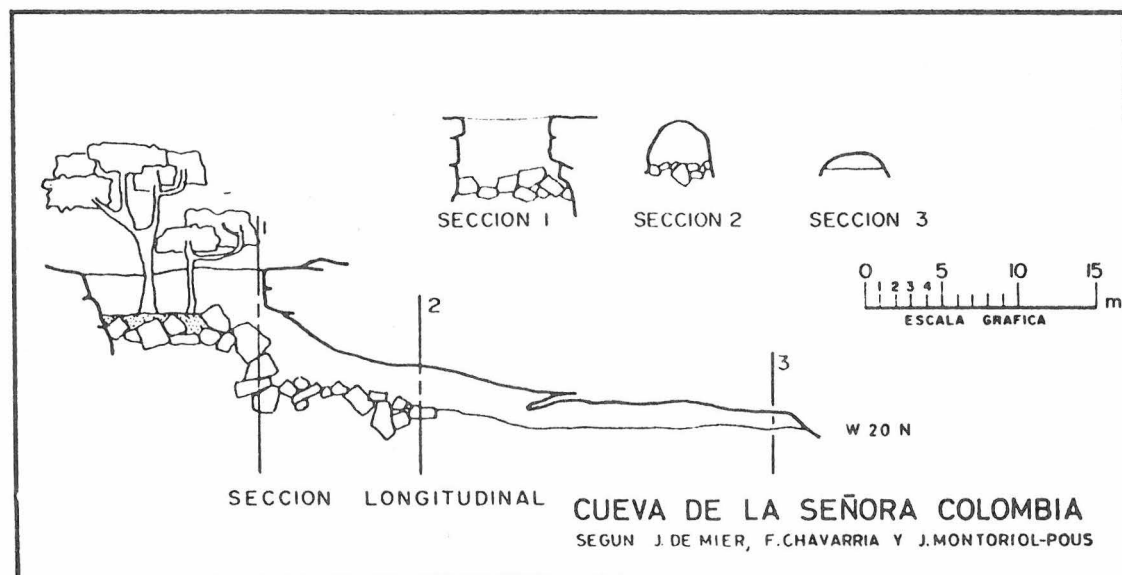 SECCION 1
SECCION 2
SECCION 3
0 1 2 3 4 5 10 15 m
ESCALA GRAFICA
1
2
3
W 20 N
SECCION LONGITUDINAL
CUEVA DE LA SEÑORA COLOMBIA
SEGUN J. DE MIER, F. CHAVARRIA Y J. MONTORIOL-POUS